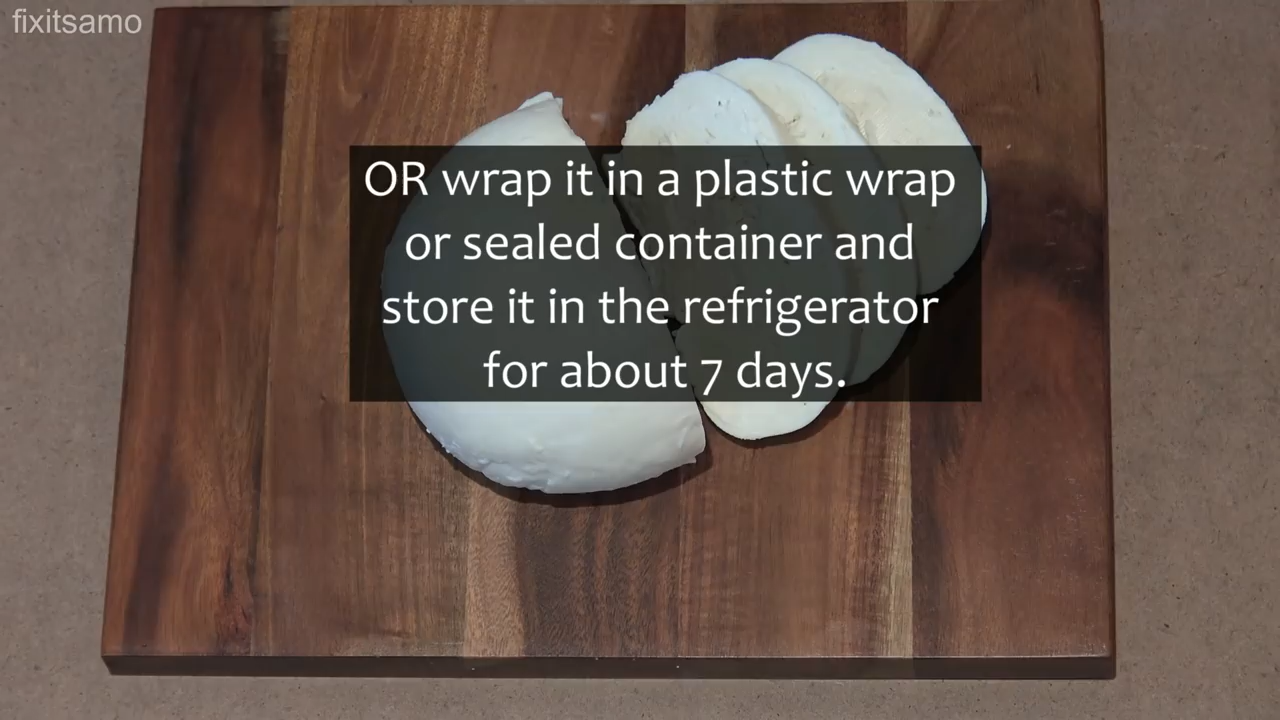 fixitsamo
OR wrap it in a plastic wrap
or sealed container and
store it in the refrigerator
for about 7 days.